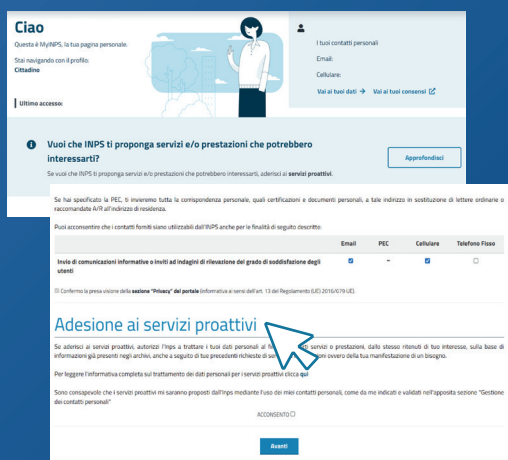 Ciao
Questa è MyINPS, la tua pagina personale.
Stai navigando con il profilo:
Cittadino
Ultimo accesso:
I tuoi contatti personali
Email:
Cellulare:
Vai ai tuoi dati → Vai ai tuoi consensi
Vuoi che INPS ti proponga servizi e/o prestazioni che potrebbero
interessarti?
Se vuoi che INPS ti proponga servizi e/o prestazioni che potrebbero interessarti, aderisci ai servizi proattivi.
Approfondisci
Se hai specificato la PEC, ti invieremo tutta la corrispondenza personale, quali certificazioni e documenti personali, a tale indirizzo in sostituzione di lettere ordinarie o
raccomandate A/R all'indirizzo di residenza.
Puoi acconsentire che i contatti forniti siano utilizzabili dall'INPS anche per le finalità di seguito descritte:
Email PEC Cellulare Telefono Fisso
Invio di comunicazioni informative o inviti ad indagini di rilevazione del grado di soddisfazione degli
utenti
Confermo la presa visione della sezione "Privacy" del portale (informativa ai sensi dell'art. 13 del Regolamento (UE) 2016/679 UE).
Adesione ai servizi proattivi
Se aderisci ai servizi proattivi, autorizzi l'Inps a trattare i tuoi dati personali al servizi o prestazioni, dallo stesso ritenuti di tuo interesse, sulla base di
informazioni già presenti negli archivi, anche a seguito di tue precedenti richieste di ovvero della tua manifestazione di un bisogno.
Per leggere l'informativa completa sul trattamento dei dati personali per i servizi proattivi clicca qui
Sono consapevole che i servizi proattivi mi saranno proposti dall'Inps mediante l'uso dei miei contatti personali, come da me indicati e validati nell'apposita sezione "Gestione
dei contatti personali"
ACCONSENTO
Avanti